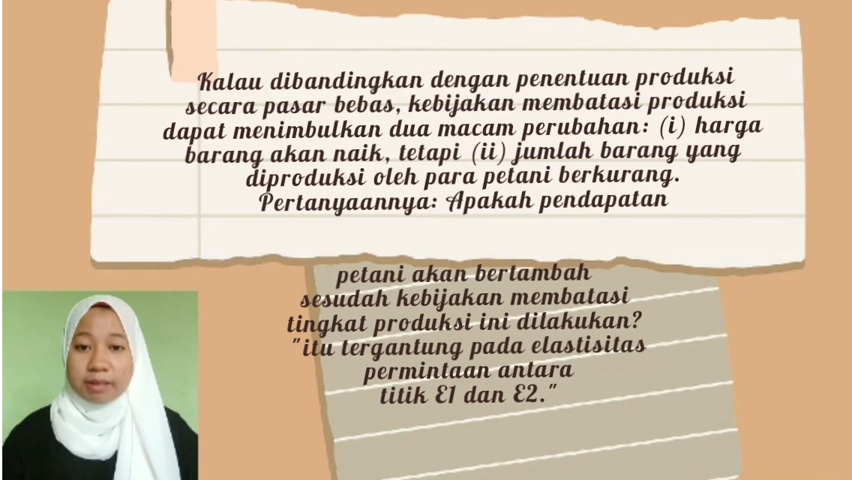 Kalau dibandingkan dengan penentuan produksi
secara pasar bebas, kebijakan membatasi produksi
dapat menimbulkan dua macam perubahan: (i) harga
barang akan naik, tetapi (ii) jumlah barang yang
diproduksi oleh para petani berkurang.
Pertanyaannya: Apakah pendapatan
petani akan bertambah
sesudah kebijakan membatasi
tingkat produksi ini dilakukan?
"itu tergantung pada elastisitas
permintaan antara
titik E1 dan E2."